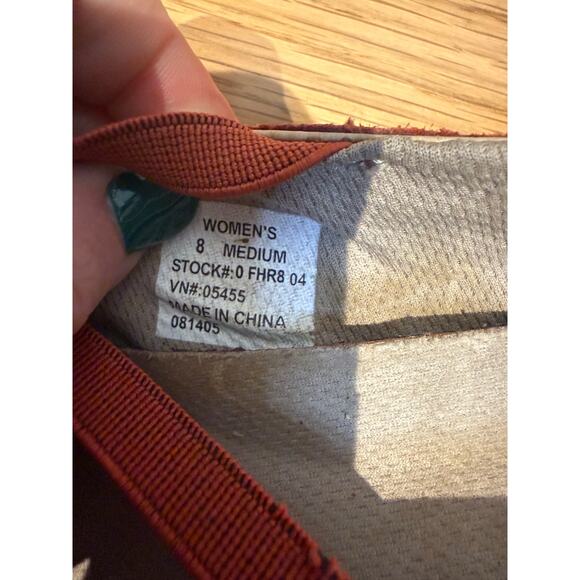 WOMEN'S
8 MEDIUM
STOCK#:0 FHR8 04
VN#:05455
MADE IN CHINA
081405